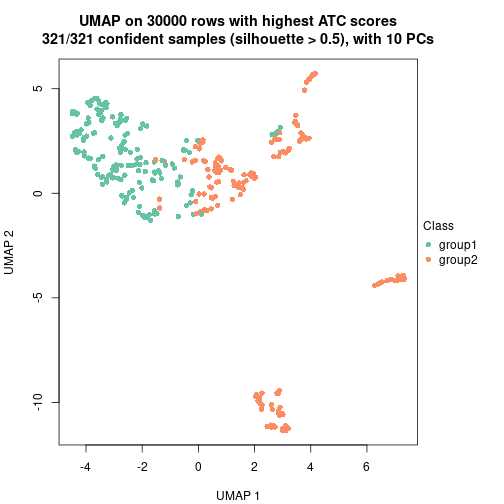 UMAP on 30000 rows with highest ATC scores
321/321 confident samples (silhouette > 0.5), with 10 PCs
5
0
-5
-10
UMAP 2
-4 -2 0 2 4 6
UMAP 1
Class
group1
group2